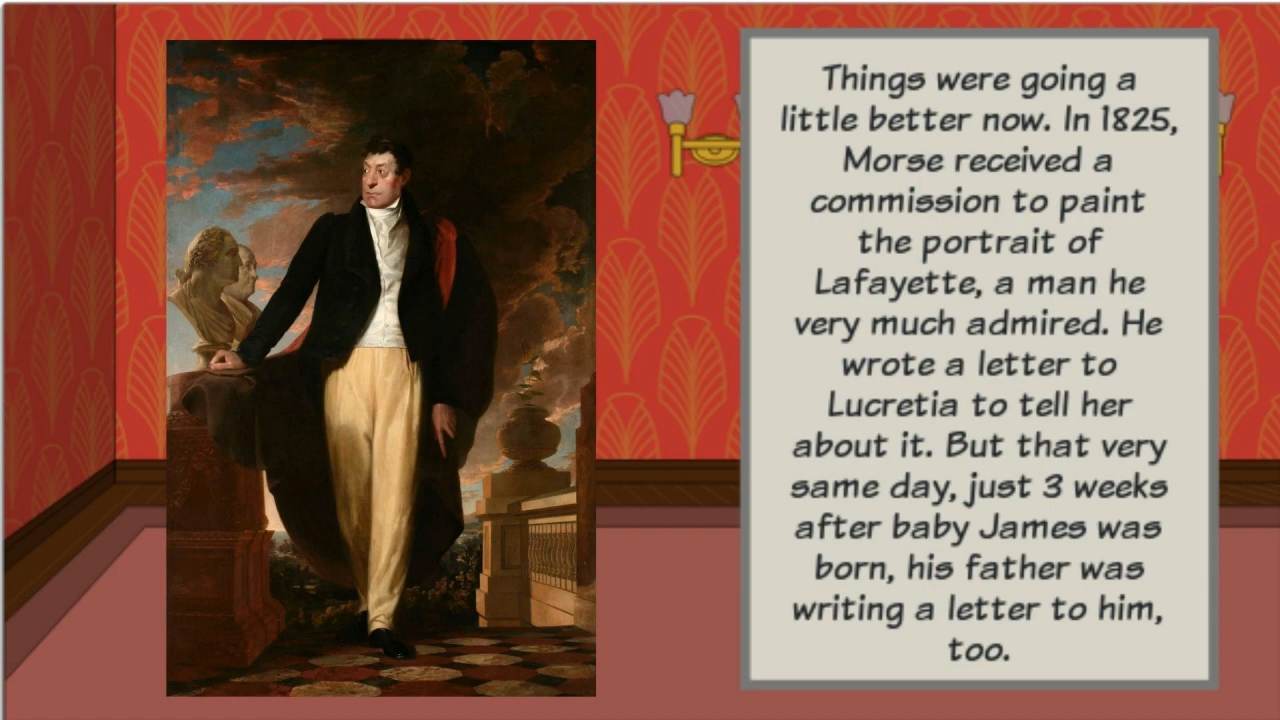 Things were going a
little better now. In 1825,
Morse received a
commission to paint
the portrait of
Lafayette, a man he
very much admired. He
wrote a letter to
Lucretia to tell her
about it. But that very
same day, just 3 weeks
after baby James was
born, his father was
writing a letter to him,
too.